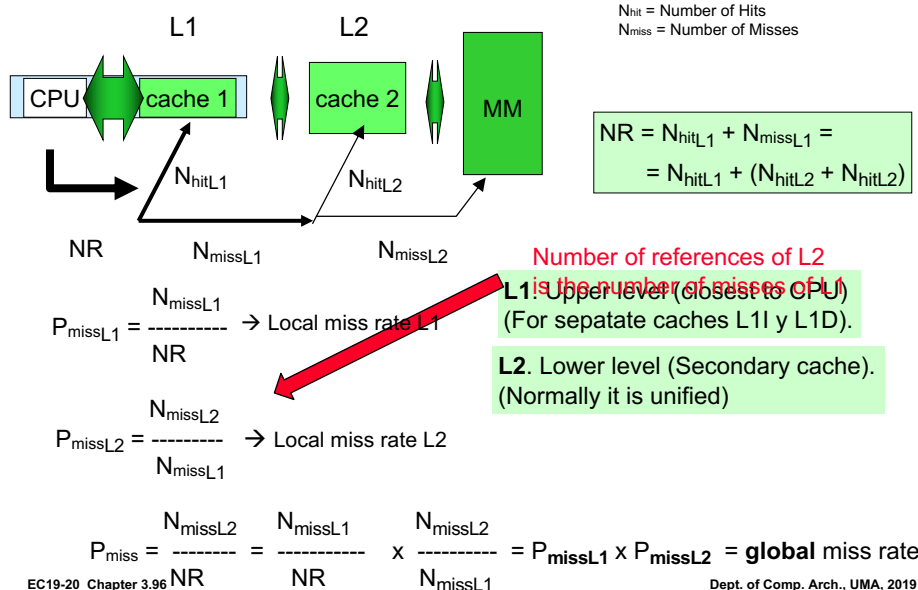 L1
L2
Nhit = Number of Hits
Nmiss = Number of Misses
CPU
cache 1
cache 2
MM
NR = NhitL1 + NmissL1 =
= NhitL1 + (NhitL2 + NhitL2)
NhitL1
NhitL2
NR
NmissL1
NmissL2
Number of references of L2
is the number of misses of L1
L1. Upper level (closest to CPU)
(For sepatate caches L1I y L1D).
L2. Lower level (Secondary cache).
(Normally it is unified)
NmissL1
PmissL1 = ---------- → Local miss rate L1
NR
NmissL2
PmissL2 = --------- → Local miss rate L2
NmissL1
NmissL2 NmissL1 NmissL2
Pmiss = -------- = ----------- x ---------- = PmissL1 x PmissL2 = global miss rate
NR NR NmissL1
EC19-20 Chapter 3.96
Dept. of Comp. Arch., UMA, 2019